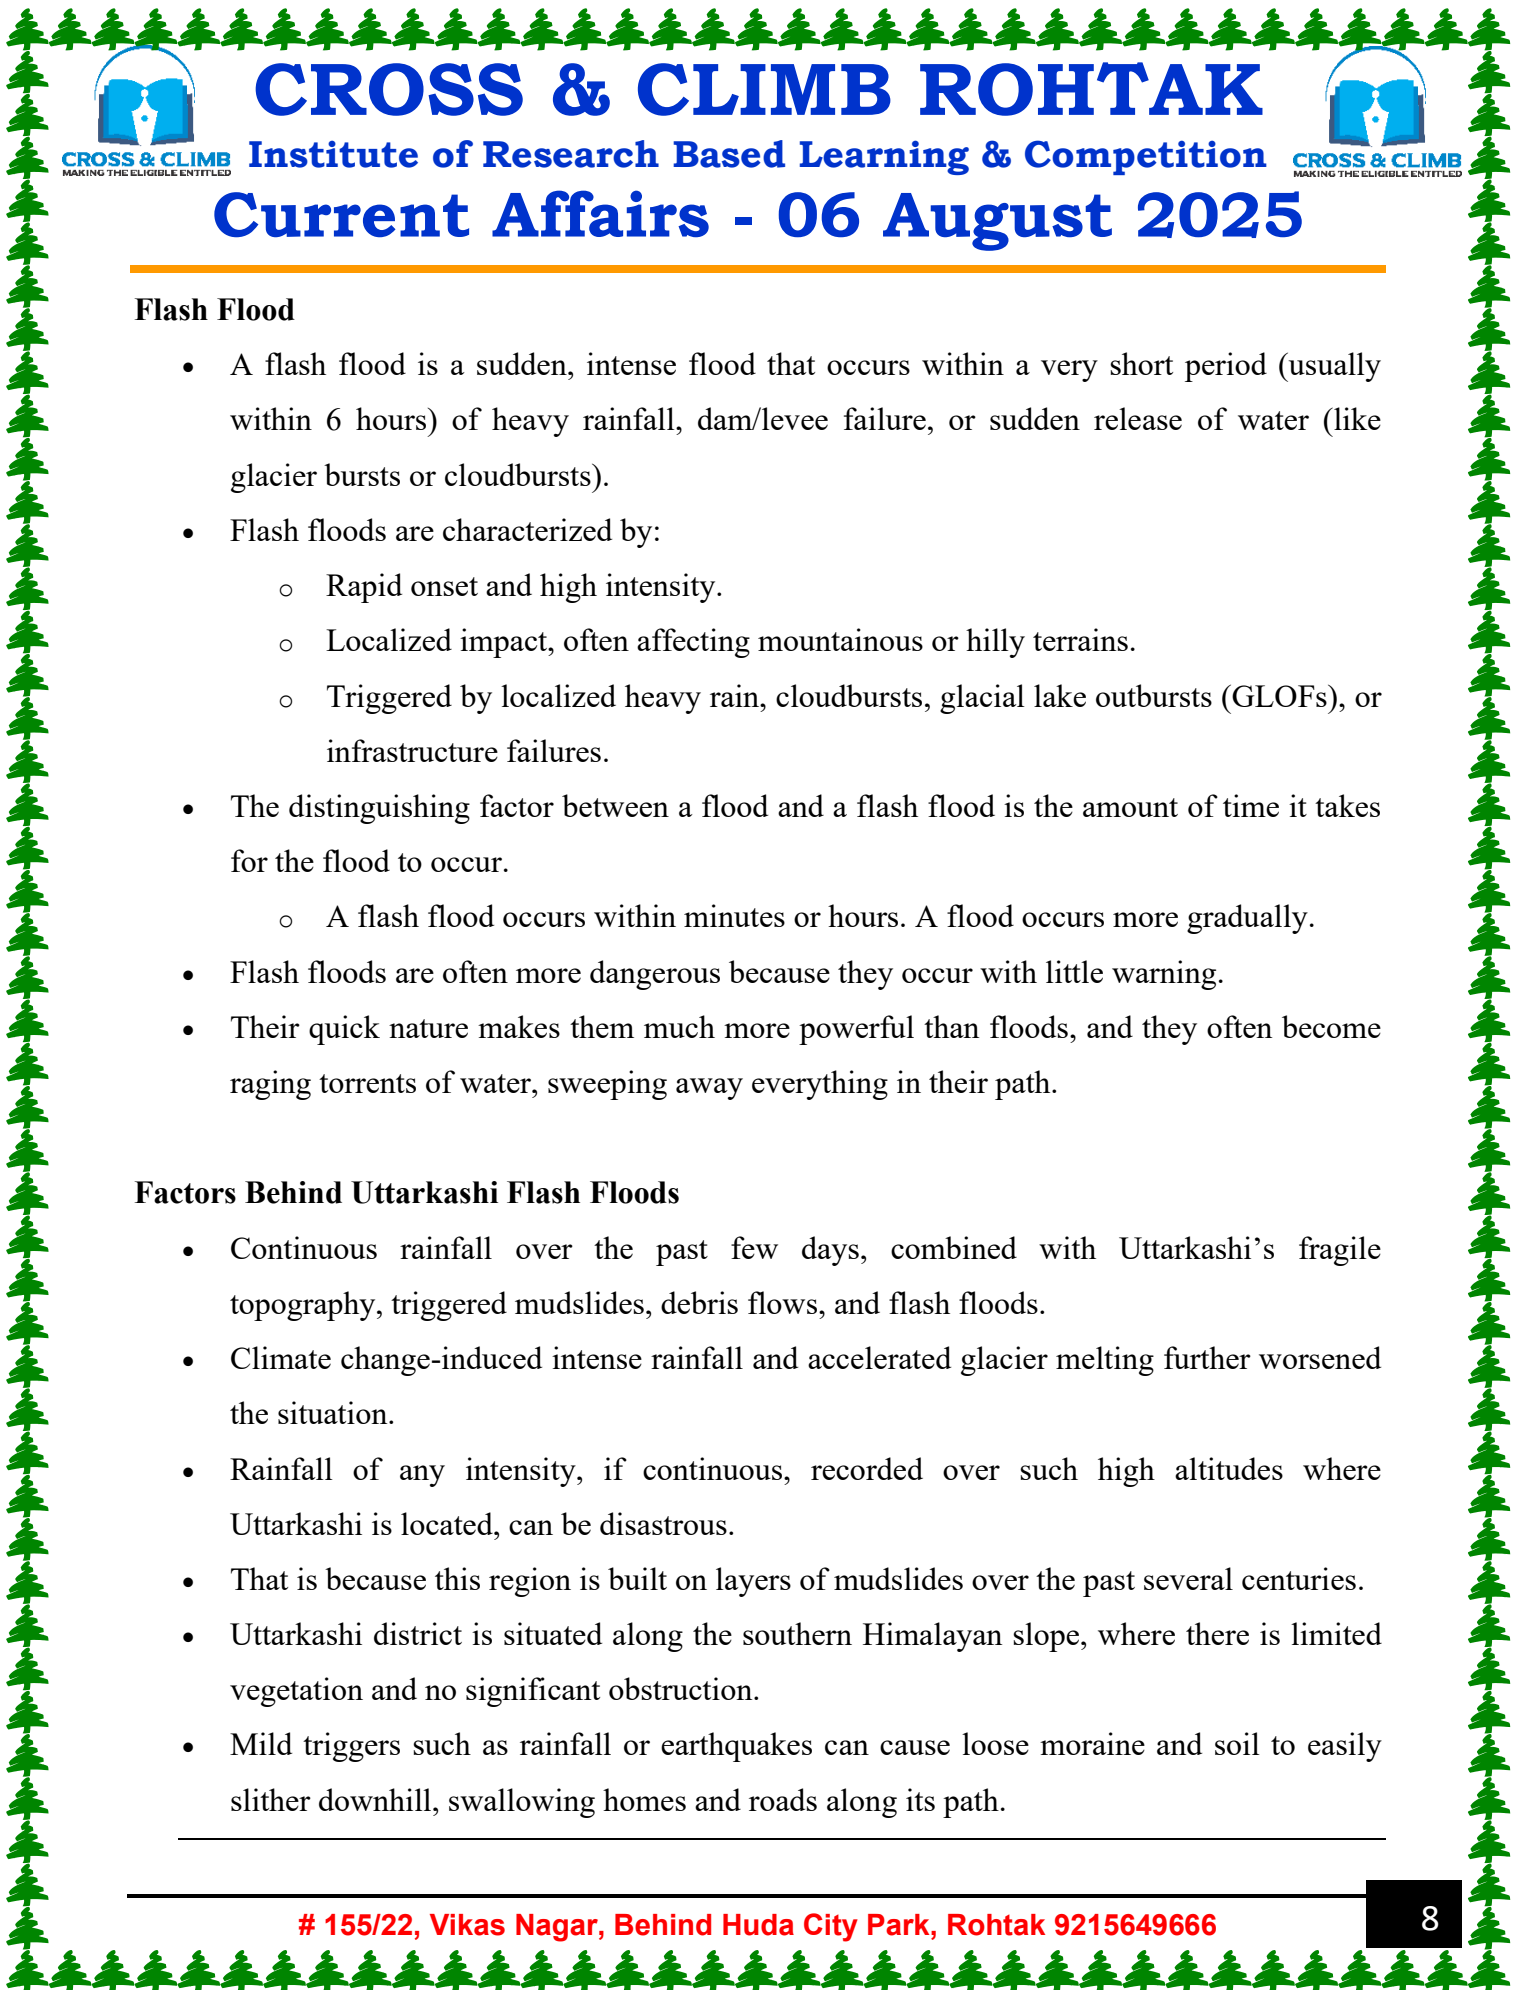 CROSS & CLIMB ROHTAK
CROSS & CLIMB
MAKING THE ELIGIBLE ENTITLED
Institute of Research Based Learning & Competition
CROSS & CLIMB
MAKING THE ELIGIBLE ENTITLED
Current Affairs - 06 August 2025
Flash Flood
• A flash flood is a sudden, intense flood that occurs within a very short period (usually
within 6 hours) of heavy rainfall, dam/levee failure, or sudden release of water (like
glacier bursts or cloudbursts).
• Flash floods are characterized by:
o Rapid onset and high intensity.
o Localized impact, often affecting mountainous or hilly terrains.
o Triggered by localized heavy rain, cloudbursts, glacial lake outbursts (GLOFs), or
infrastructure failures.
• The distinguishing factor between a flood and a flash flood is the amount of time it takes
for the flood to occur.
o A flash flood occurs within minutes or hours. A flood occurs more gradually.
• Flash floods are often more dangerous because they occur with little warning.
• Their quick nature makes them much more powerful than floods, and they often become
raging torrents of water, sweeping away everything in their path.
Factors Behind Uttarkashi Flash Floods
• Continuous rainfall over the past few days, combined with Uttarkashi’s fragile
topography, triggered mudslides, debris flows, and flash floods.
• Climate change-induced intense rainfall and accelerated glacier melting further worsened
the situation.
• Rainfall of any intensity, if continuous, recorded over such high altitudes where
Uttarkashi is located, can be disastrous.
• That is because this region is built on layers of mudslides over the past several centuries.
• Uttarkashi district is situated along the southern Himalayan slope, where there is limited
vegetation and no significant obstruction.
• Mild triggers such as rainfall or earthquakes can cause loose moraine and soil to easily
slither downhill, swallowing homes and roads along its path.
# 155/22, Vikas Nagar, Behind Huda City Park, Rohtak 9215649666
8